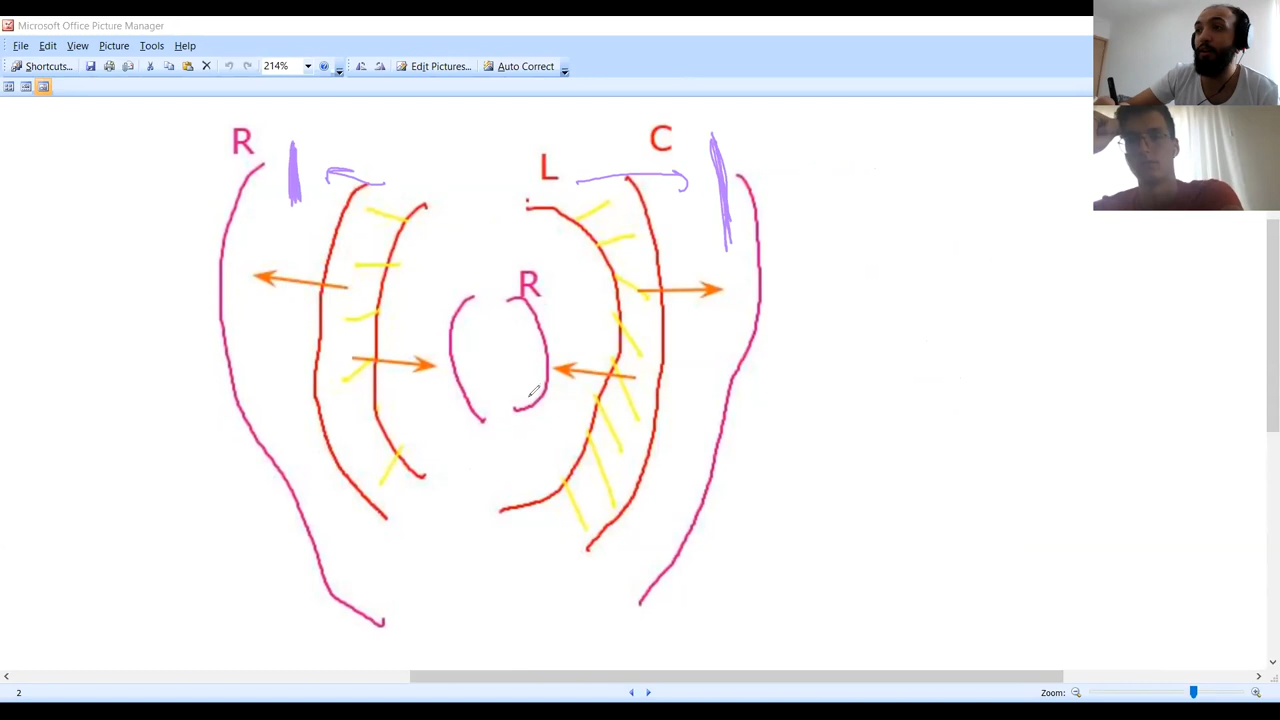 Microsoft Office Picture Manager
File Edit View Picture Tools Help
Shortcuts... 214% Edit Pictures... Auto Correct
R
C
L
R
2
Zoom: